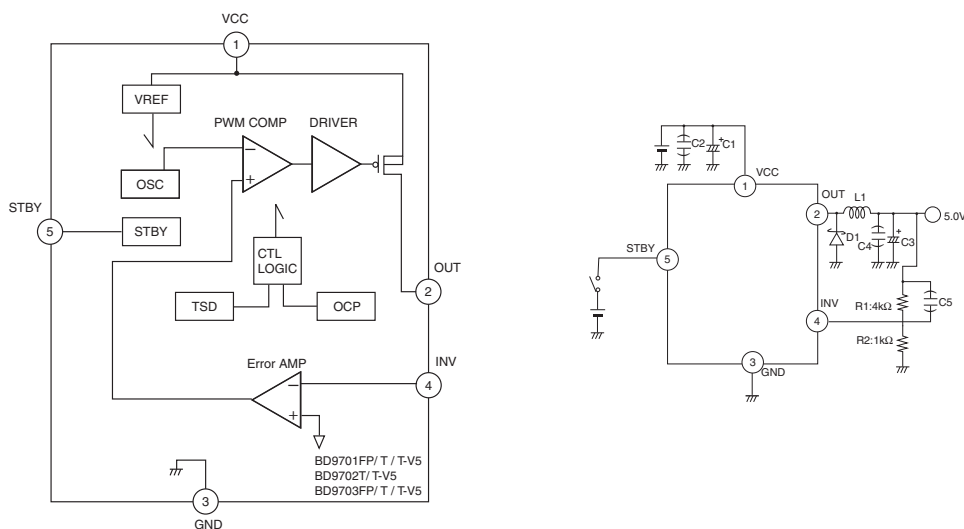 VCC
1
VREF
PWM COMP
DRIVER
−
+
OSC
STBY
5
STBY
CTL
LOGIC
OUT
2
TSD
OCP
INV
4
Error AMP
−
+
BD9701FP/ T / T-V5
BD9702T/ T-V5
BD9703FP/ T / T-V5
3
GND
C2
+
C1
VCC
1
OUT
2
L1
5.0V
D1
C4
+
C3
STBY
5
INV
4
R1:4kΩ
C5
R2:1kΩ
3
GND